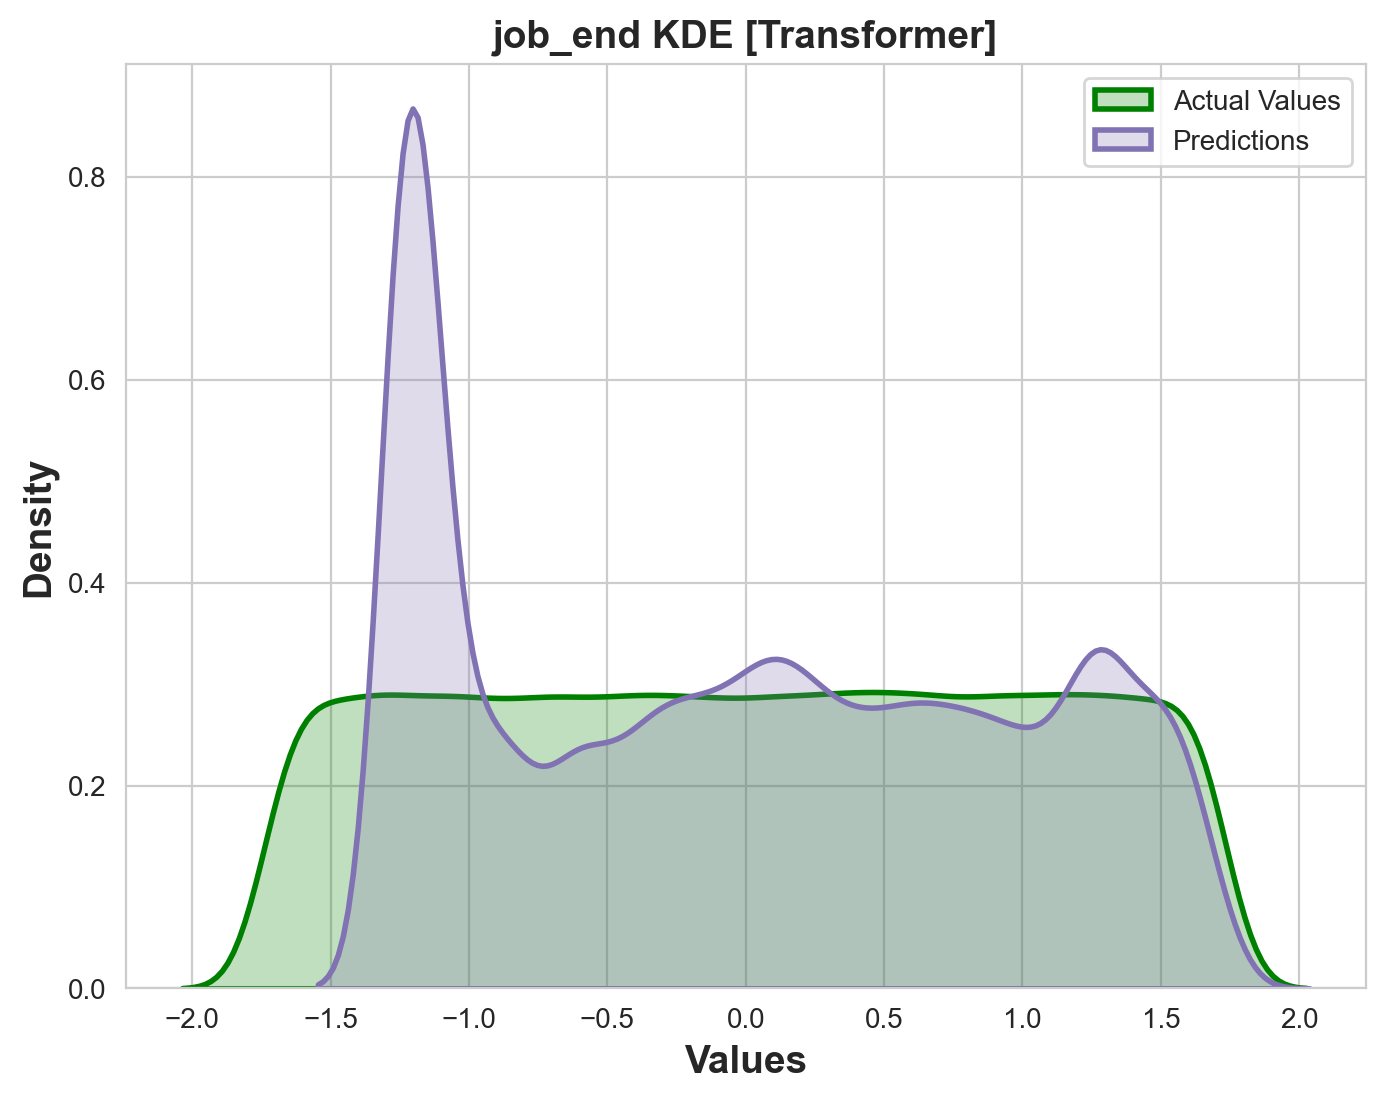 job_end KDE [Transformer]
Actual Values
Predictions
Density
0.8
0.6
0.4
0.2
0.0
−2.0 −1.5 −1.0 −0.5 0.0 0.5 1.0 1.5 2.0
Values